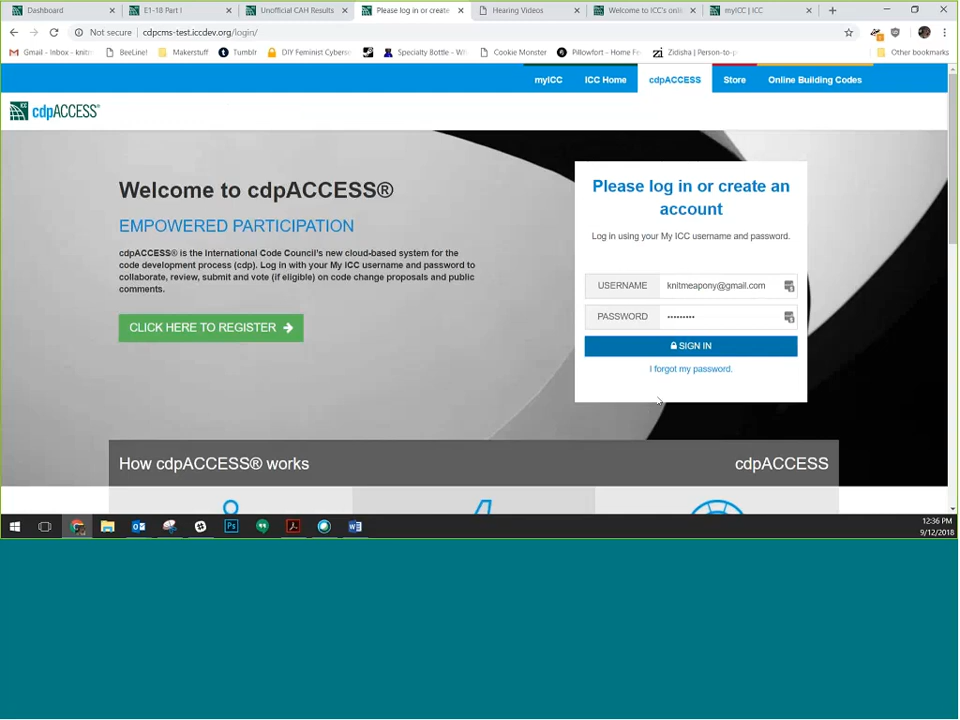 Dashboard
E1-18 Part I
Unofficial CAH Results
Please log in or create
Hearing Videos
Welcome to ICC's onli
myICC | ICC
Not secure | cdpcms-test.iccdev.org/login/
Gmail - Inbox - knitm
BeeLine!
Makerstuff
Tumblr
DIY Feminist Cyberse
Specialty Bottle - Wh
Cookie Monster
Pillowfort - Home Fe
Zidisha | Person-to-p
Other bookmarks
myICC
ICC Home
cdpACCESS
Store
Online Building Codes
cdpACCESS®
Welcome to cdpACCESS®
EMPOWERED PARTICIPATION
cdpACCESS® is the International Code Council's new cloud-based system for the
code development process (cdp). Log in with your My ICC username and password to
collaborate, review, submit and vote (if eligible) on code change proposals and public
comments.
CLICK HERE TO REGISTER
Please log in or create an
account
Log in using your My ICC username and password.
USERNAME knitmeapony@gmail.com
PASSWORD •••••••••
SIGN IN
I forgot my password.
How cdpACCESS® works
cdpACCESS
12:36 PM
9/12/2018